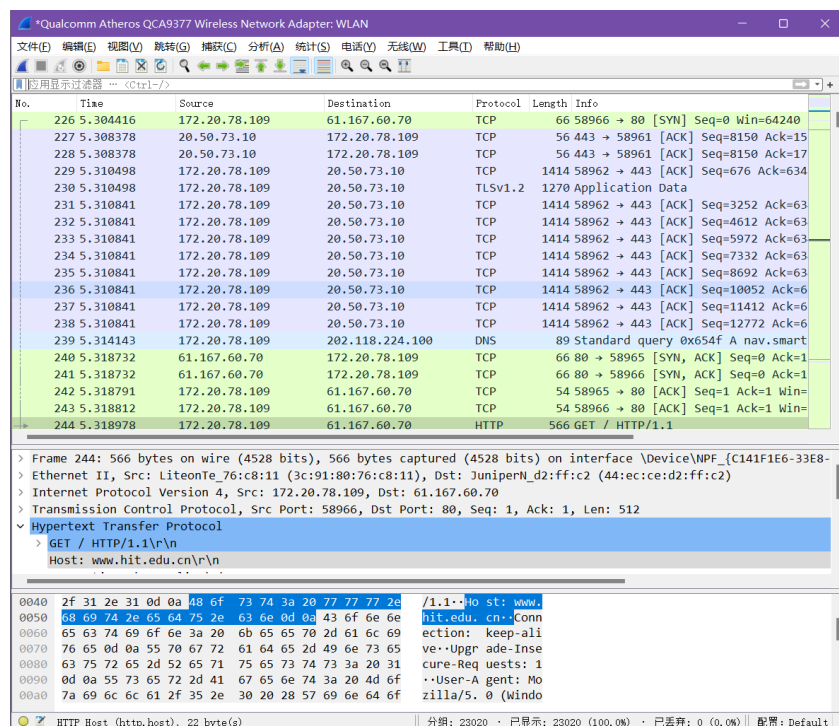 *Qualcomm Atheros QCA9377 Wireless Network Adapter: WLAN
文件(F) 编辑(E) 视图(V) 跳转(G) 捕获(C) 分析(A) 统计(S) 电话(Y) 无线(W) 工具(T) 帮助(H)
应用显示过滤器 … <Ctrl-/>
No. Time Source Destination Protocol Length Info
226 5.304416 172.20.78.109 61.167.60.70 TCP 66 58966 → 80 [SYN] Seq=0 Win=64240
227 5.308378 20.50.73.10 172.20.78.109 TCP 56 443 → 58961 [ACK] Seq=8150 Ack=15
228 5.308378 20.50.73.10 172.20.78.109 TCP 56 443 → 58961 [ACK] Seq=8150 Ack=17
229 5.310498 172.20.78.109 20.50.73.10 TCP 1414 58962 → 443 [ACK] Seq=676 Ack=634
230 5.310498 172.20.78.109 20.50.73.10 TLSv1.2 1270 Application Data
231 5.310841 172.20.78.109 20.50.73.10 TCP 1414 58962 → 443 [ACK] Seq=3252 Ack=63
232 5.310841 172.20.78.109 20.50.73.10 TCP 1414 58962 → 443 [ACK] Seq=4612 Ack=63
233 5.310841 172.20.78.109 20.50.73.10 TCP 1414 58962 → 443 [ACK] Seq=5972 Ack=63
234 5.310841 172.20.78.109 20.50.73.10 TCP 1414 58962 → 443 [ACK] Seq=7332 Ack=63
235 5.310841 172.20.78.109 20.50.73.10 TCP 1414 58962 → 443 [ACK] Seq=8692 Ack=63
236 5.310841 172.20.78.109 20.50.73.10 TCP 1414 58962 → 443 [ACK] Seq=10052 Ack=6
237 5.310841 172.20.78.109 20.50.73.10 TCP 1414 58962 → 443 [ACK] Seq=11412 Ack=6
238 5.310841 172.20.78.109 20.50.73.10 TCP 1414 58962 → 443 [ACK] Seq=12772 Ack=6
239 5.314143 172.20.78.109 202.118.224.100 DNS 89 Standard query 0x654f A nav.smart
240 5.318732 61.167.60.70 172.20.78.109 TCP 66 80 → 58965 [SYN, ACK] Seq=0 Ack=1
241 5.318732 61.167.60.70 172.20.78.109 TCP 66 80 → 58966 [SYN, ACK] Seq=0 Ack=1
242 5.318791 172.20.78.109 61.167.60.70 TCP 54 58965 → 80 [ACK] Seq=1 Ack=1 Win=
243 5.318812 172.20.78.109 61.167.60.70 TCP 54 58966 → 80 [ACK] Seq=1 Ack=1 Win=
244 5.318978 172.20.78.109 61.167.60.70 HTTP 566 GET / HTTP/1.1
Frame 244: 566 bytes on wire (4528 bits), 566 bytes captured (4528 bits) on interface \Device\NPF_{C141F1E6-33E8-
Ethernet II, Src: LiteonTe_76:c8:11 (3c:91:80:76:c8:11), Dst: JuniperN_d2:ff:c2 (44:ec:ce:d2:ff:c2)
Internet Protocol Version 4, Src: 172.20.78.109, Dst: 61.167.60.70
Transmission Control Protocol, Src Port: 58966, Dst Port: 80, Seq: 1, Ack: 1, Len: 512
Hypertext Transfer Protocol
GET / HTTP/1.1\r\n
Host: www.hit.edu.cn\r\n
0040 2f 31 2e 31 0d 0a 48 6f 73 74 3a 20 77 77 77 2e /1.1··Ho st: www.
0050 68 69 74 2e 65 64 75 2e 63 6e 0d 0a 43 6f 6e 6e hit.edu. cn··Conn
0060 65 63 74 69 6f 6e 3a 20 6b 65 65 70 2d 61 6c 69 ection: keep-ali
0070 76 65 0d 0a 55 70 67 72 61 64 65 2d 49 6e 73 65 ve··Upgr ade-Inse
0080 63 75 72 65 2d 52 65 71 75 65 73 74 73 3a 20 31 cure-Req uests: 1
0090 0d 0a 55 73 65 72 2d 41 67 65 6e 74 3a 20 4d 6f ··User-A gent: Mo
00a0 7a 69 6c 6c 61 2f 35 2e 30 20 28 57 69 6e 64 6f zilla/5. 0 (Windo
HTTP Host (http.host), 22 byte(s) 分组: 23020 · 已显示: 23020 (100.0%) · 已丢弃: 0 (0.0%) 配置: Default